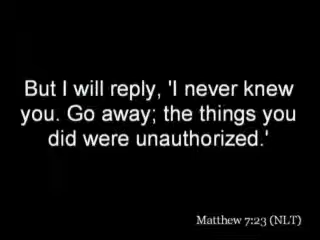 But I will reply, 'I never knew
you. Go away; the things you
did were unauthorized.'
Matthew 7:23 (NLT)